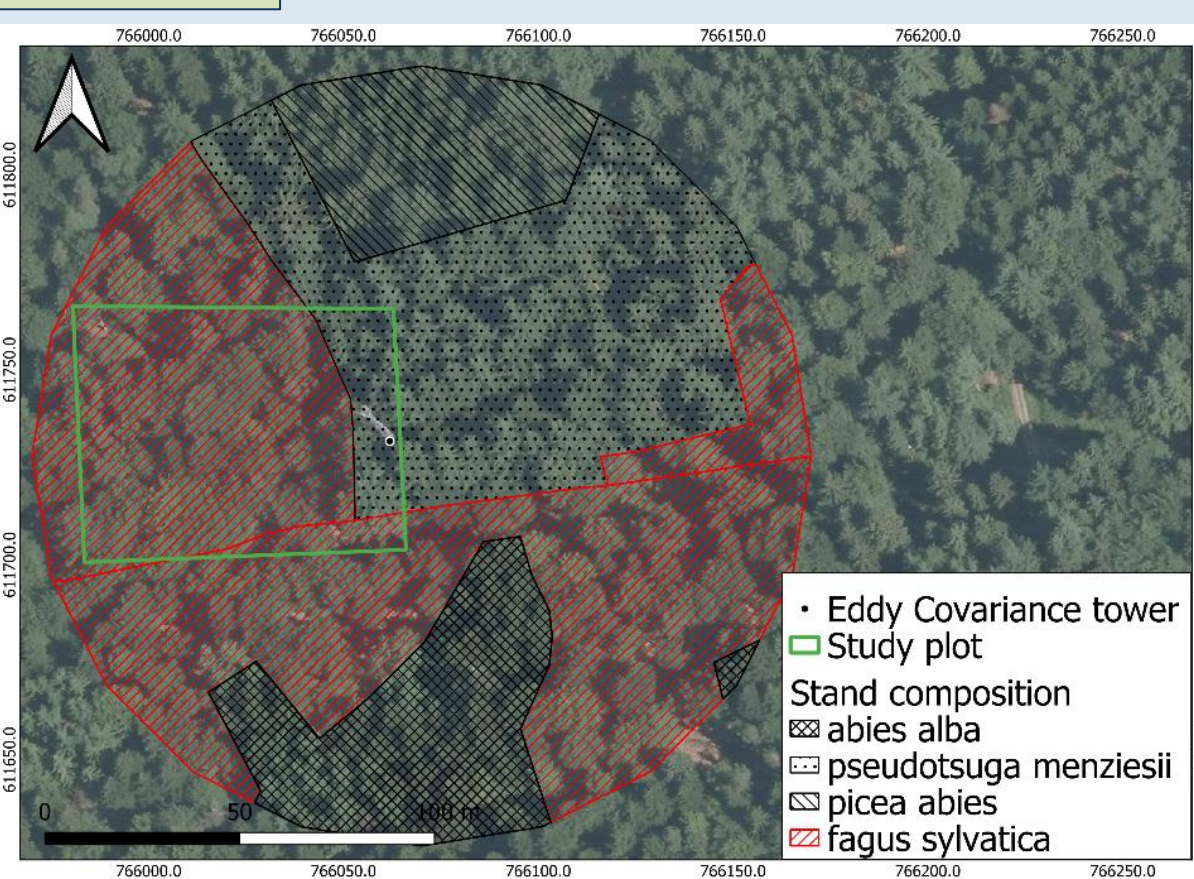 766000.0 766050.0 766100.0 766150.0 766200.0 766250.0
611800.0
611750.0
611700.0
611650.0
Eddy Covariance tower
Study plot
Stand composition
abies alba
pseudotsuga menziesii
picea abies
fagus sylvatica
0 50 100 m
766000.0 766050.0 766100.0 766150.0 766200.0 766250.0